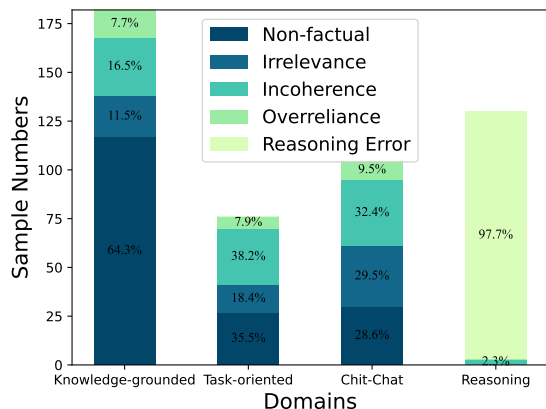 Sample Numbers
175
150
125
100
75
50
25
0
7.7%
16.5%
11.5%
64.3%
7.9%
38.2%
18.4%
35.5%
9.5%
32.4%
29.5%
28.6%
97.7%
2.3%
Non-factual
Irrelevance
Incoherence
Overreliance
Reasoning Error
Knowledge-grounded
Task-oriented
Chit-Chat
Reasoning
Domains